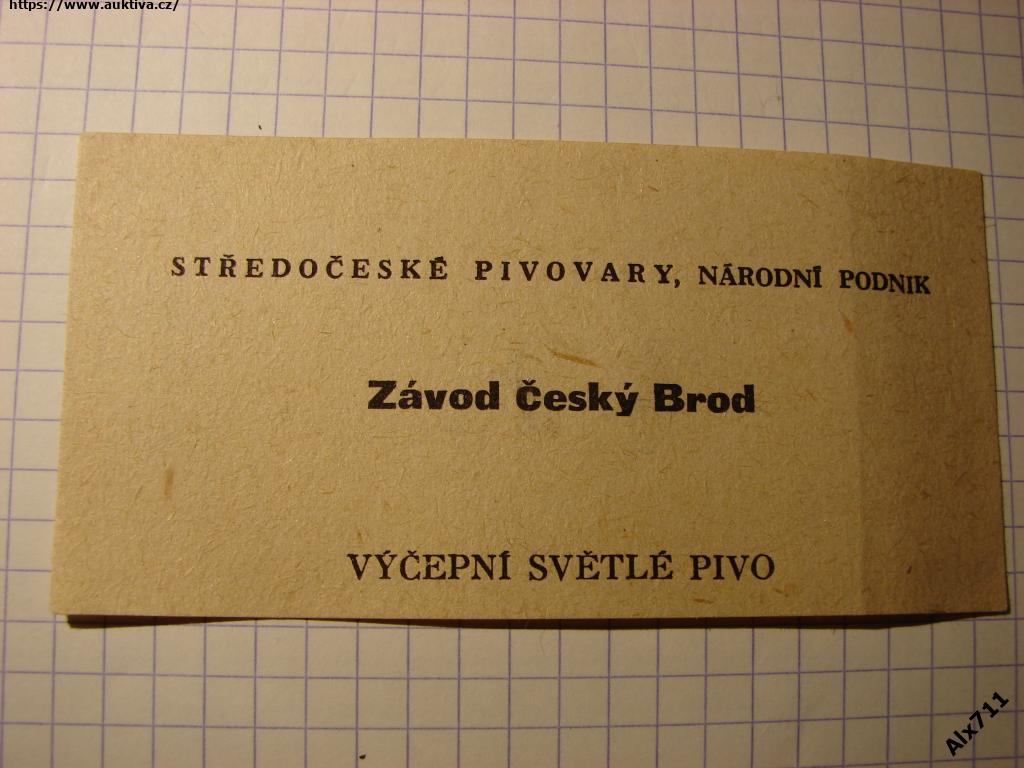 https://www.auktiva.cz/
STŘEDOČESKÉ PIVOVARY, NÁRODNÍ PODNIK
Závod Český Brod
VÝČEPNÍ SVĚTLÉ PIVO
Alx711